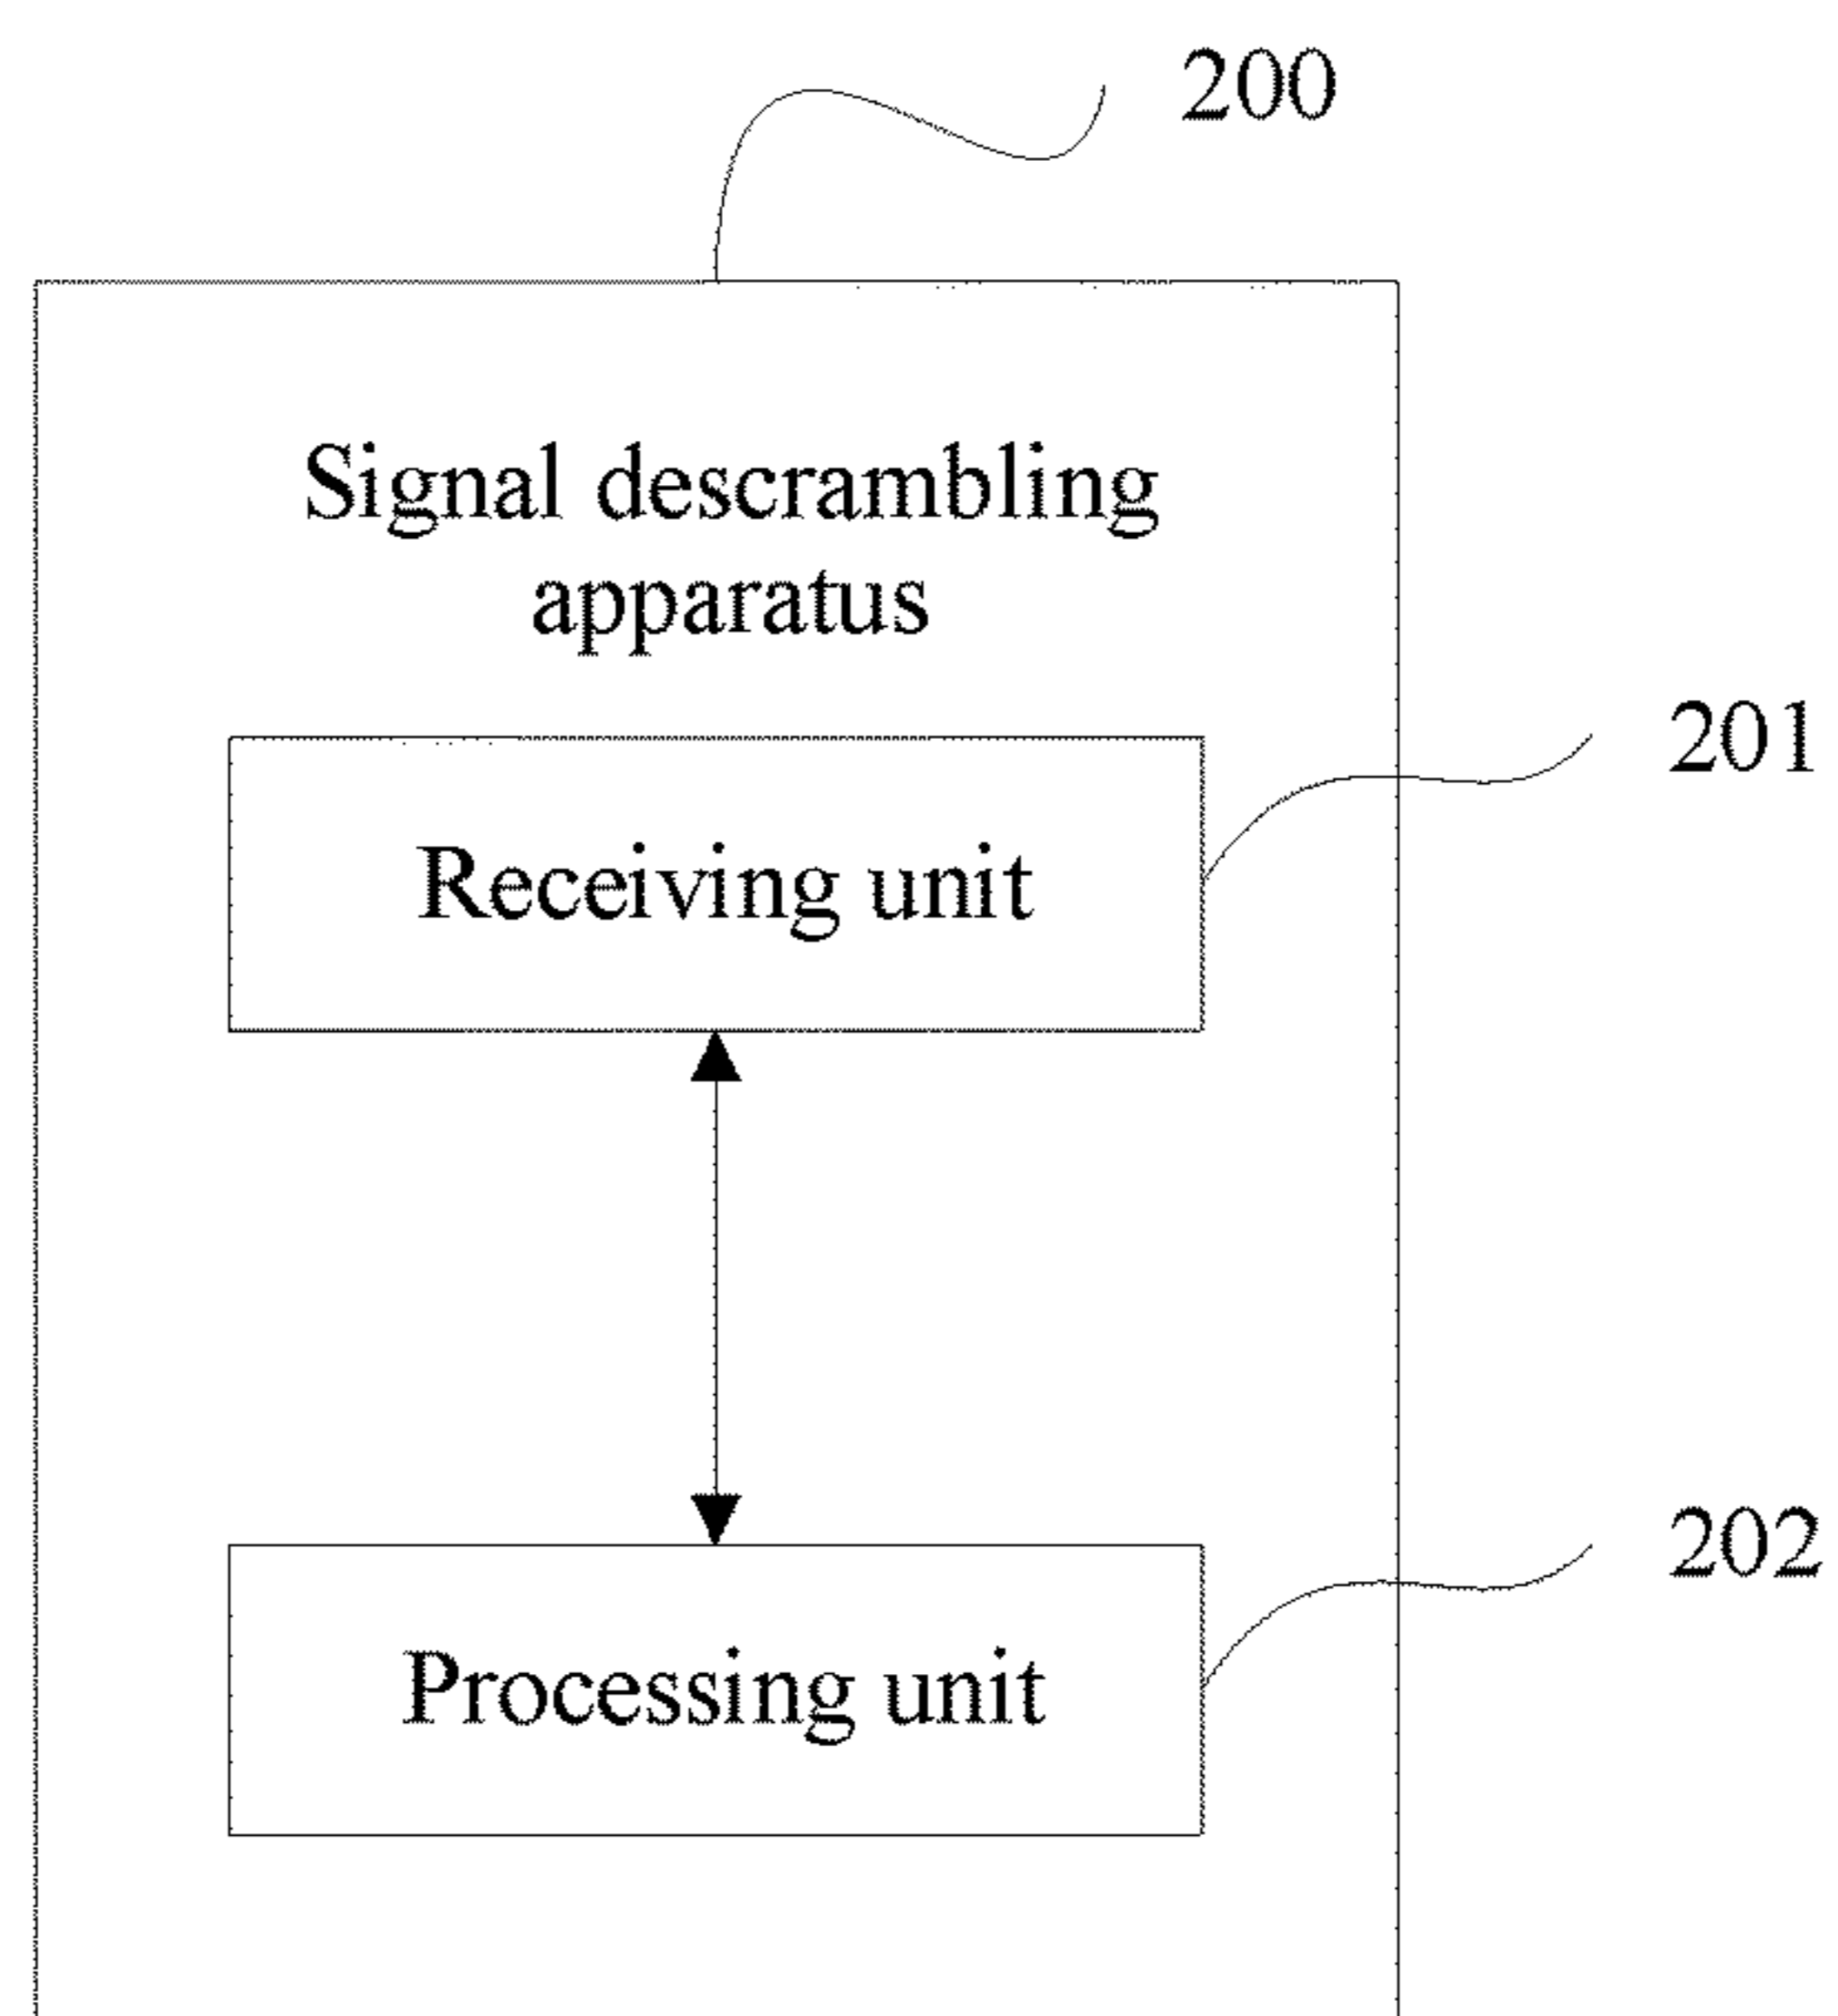 200
Signal descrambling
apparatus
201
Receiving unit
202
Processing unit